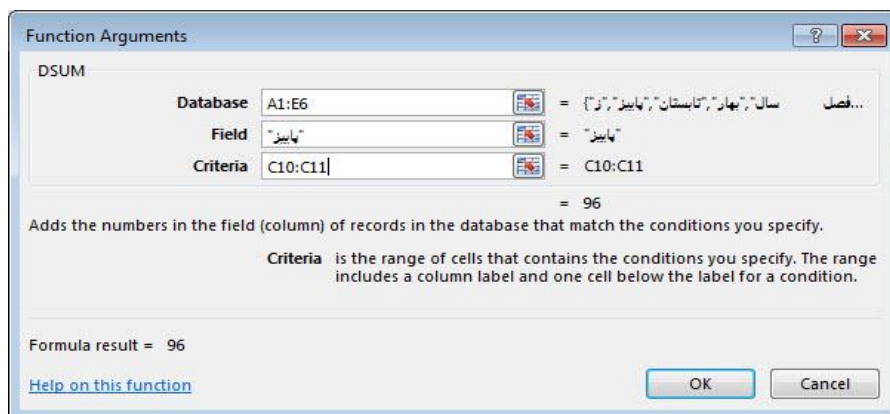 Function Arguments
DSUM
Database A1:E6 = {"سال فصل","بهار","تابستان","پاییز","ز...
Field "پاییز" = "پاییز"
Criteria C10:C11 = C10:C11
= 96
Adds the numbers in the field (column) of records in the database that match the conditions you specify.
Criteria is the range of cells that contains the conditions you specify. The range
includes a column label and one cell below the label for a condition.
Formula result = 96
Help on this function
OK Cancel